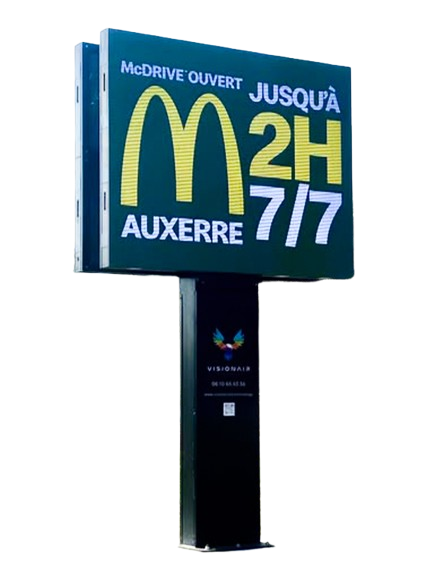 McDRIVE® OUVERT
JUSQU'À
2H
7/7
AUXERRE
VISIONAIR